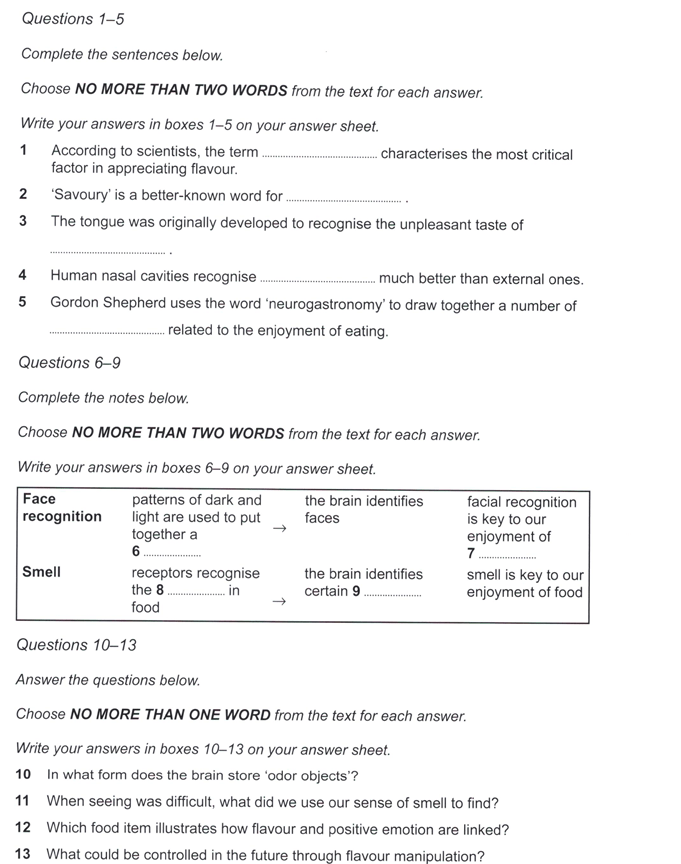 Questions 1–5
Complete the sentences below.
Choose NO MORE THAN TWO WORDS from the text for each answer.
Write your answers in boxes 1–5 on your answer sheet.
1 According to scientists, the term ........................................ characterises the most critical
factor in appreciating flavour.
2 ‘Savoury’ is a better-known word for ........................................ .
3 The tongue was originally developed to recognise the unpleasant taste of
........................................ .
4 Human nasal cavities recognise ........................................ much better than external ones.
5 Gordon Shepherd uses the word ‘neurogastronomy’ to draw together a number of
........................................ related to the enjoyment of eating.
Questions 6–9
Complete the notes below.
Choose NO MORE THAN TWO WORDS from the text for each answer.
Write your answers in boxes 6–9 on your answer sheet.
Face patterns of dark and the brain identifies facial recognition
recognition light are used to put → faces is key to our
together a enjoyment of
6 .................... 7 ....................
Smell receptors recognise the brain identifies smell is key to our
the 8 .................... in → certain 9 .................... enjoyment of food
food
Questions 10–13
Answer the questions below.
Choose NO MORE THAN ONE WORD from the text for each answer.
Write your answers in boxes 10–13 on your answer sheet.
10 In what form does the brain store ‘odor objects’?
11 When seeing was difficult, what did we use our sense of smell to find?
12 Which food item illustrates how flavour and positive emotion are linked?
13 What could be controlled in the future through flavour manipulation?